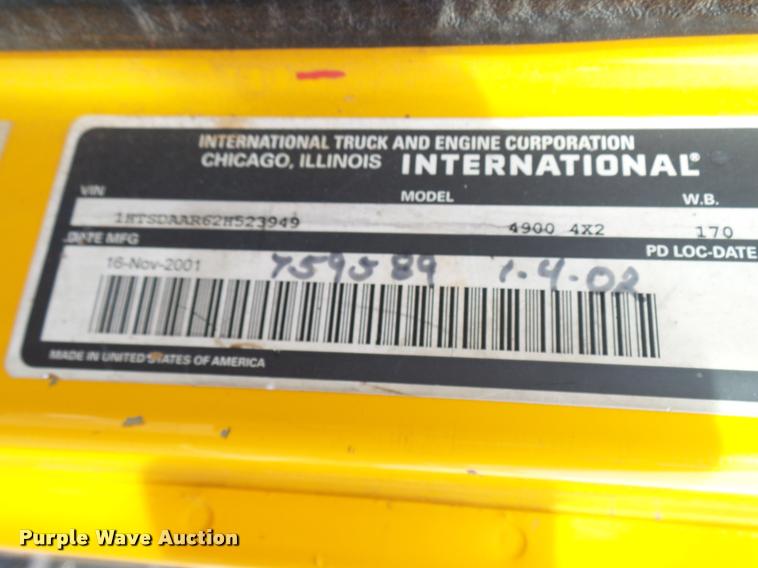 INTERNATIONAL TRUCK AND ENGINE CORPORATION
CHICAGO, ILLINOIS INTERNATIONAL®
VIN MODEL W.B.
1HTSDAAR62H523949 4900 4X2 170
DATE MFG PD LOC-DATE
16-Nov-2001 759589 1-4-02
MADE IN UNITED STATES OF AMERICA
Purple Wave Auction